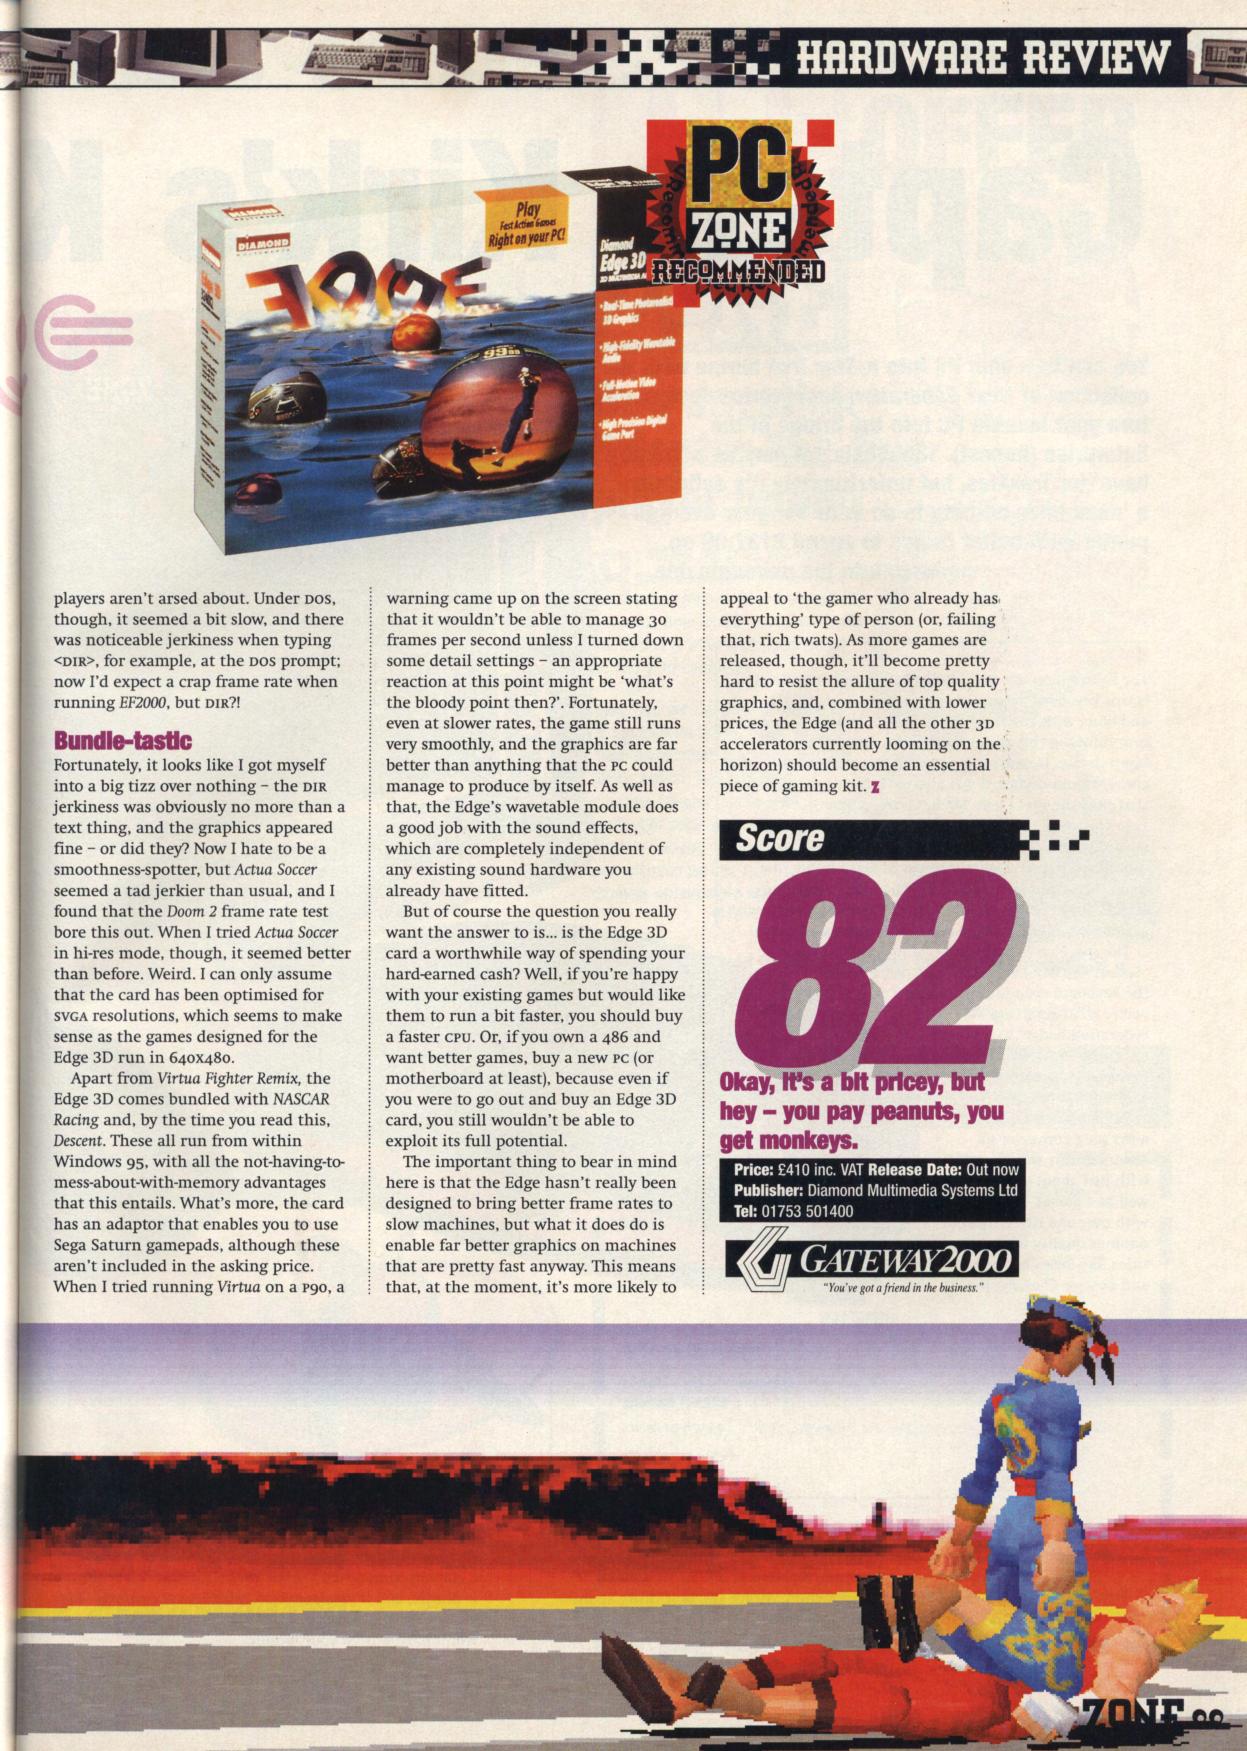 HARDWARE REVIEW
PC
ZONE
Recommended
RECOMMENDED
Play
Fast Action Games
Right on your PC!
DIAMOND
MULTIMEDIA
EDGE
Diamond
Edge 3D
3D MULTIMEDIA
• Real-Time Photorealistic
3D Graphics
• High-Fidelity Wavetable
Audio
• Full-Motion Video
Acceleration
• High Precision Digital
Game Port
players aren't arsed about. Under DOS,
though, it seemed a bit slow, and there
was noticeable jerkiness when typing
<DIR>, for example, at the DOS prompt;
now I'd expect a crap frame rate when
running EF2000, but DIR?!
Bundle-tastic
Fortunately, it looks like I got myself
into a big tizz over nothing – the DIR
jerkiness was obviously no more than a
text thing, and the graphics appeared
fine – or did they? Now I hate to be a
smoothness-spotter, but Actua Soccer
seemed a tad jerkier than usual, and I
found that the Doom 2 frame rate test
bore this out. When I tried Actua Soccer
in hi-res mode, though, it seemed better
than before. Weird. I can only assume
that the card has been optimised for
SVGA resolutions, which seems to make
sense as the games designed for the
Edge 3D run in 640x480.
Apart from Virtua Fighter Remix, the
Edge 3D comes bundled with NASCAR
Racing and, by the time you read this,
Descent. These all run from within
Windows 95, with all the not-having-to-
mess-about-with-memory advantages
that this entails. What's more, the card
has an adaptor that enables you to use
Sega Saturn gamepads, although these
aren't included in the asking price.
When I tried running Virtua on a P90, a
warning came up on the screen stating
that it wouldn't be able to manage 30
frames per second unless I turned down
some detail settings – an appropriate
reaction at this point might be 'what's
the bloody point then?'. Fortunately,
even at slower rates, the game still runs
very smoothly, and the graphics are far
better than anything that the PC could
manage to produce by itself. As well as
that, the Edge's wavetable module does
a good job with the sound effects,
which are completely independent of
any existing sound hardware you
already have fitted.
But of course the question you really
want the answer to is... is the Edge 3D
card a worthwhile way of spending your
hard-earned cash? Well, if you're happy
with your existing games but would like
them to run a bit faster, you should buy
a faster CPU. Or, if you own a 486 and
want better games, buy a new PC (or
motherboard at least), because even if
you were to go out and buy an Edge 3D
card, you still wouldn't be able to
exploit its full potential.
The important thing to bear in mind
here is that the Edge hasn't really been
designed to bring better frame rates to
slow machines, but what it does do is
enable far better graphics on machines
that are pretty fast anyway. This means
that, at the moment, it's more likely to
appeal to 'the gamer who already has
everything' type of person (or, failing
that, rich twats). As more games are
released, though, it'll become pretty
hard to resist the allure of top quality
graphics, and, combined with lower
prices, the Edge (and all the other 3D
accelerators currently looming on the
horizon) should become an essential
piece of gaming kit. Z
Score
82
Okay, it's a bit pricey, but
hey – you pay peanuts, you
get monkeys.
Price: £410 inc. VAT Release Date: Out now
Publisher: Diamond Multimedia Systems Ltd
Tel: 01753 501400
GATEWAY2000
"You've got a friend in the business."
ZONE